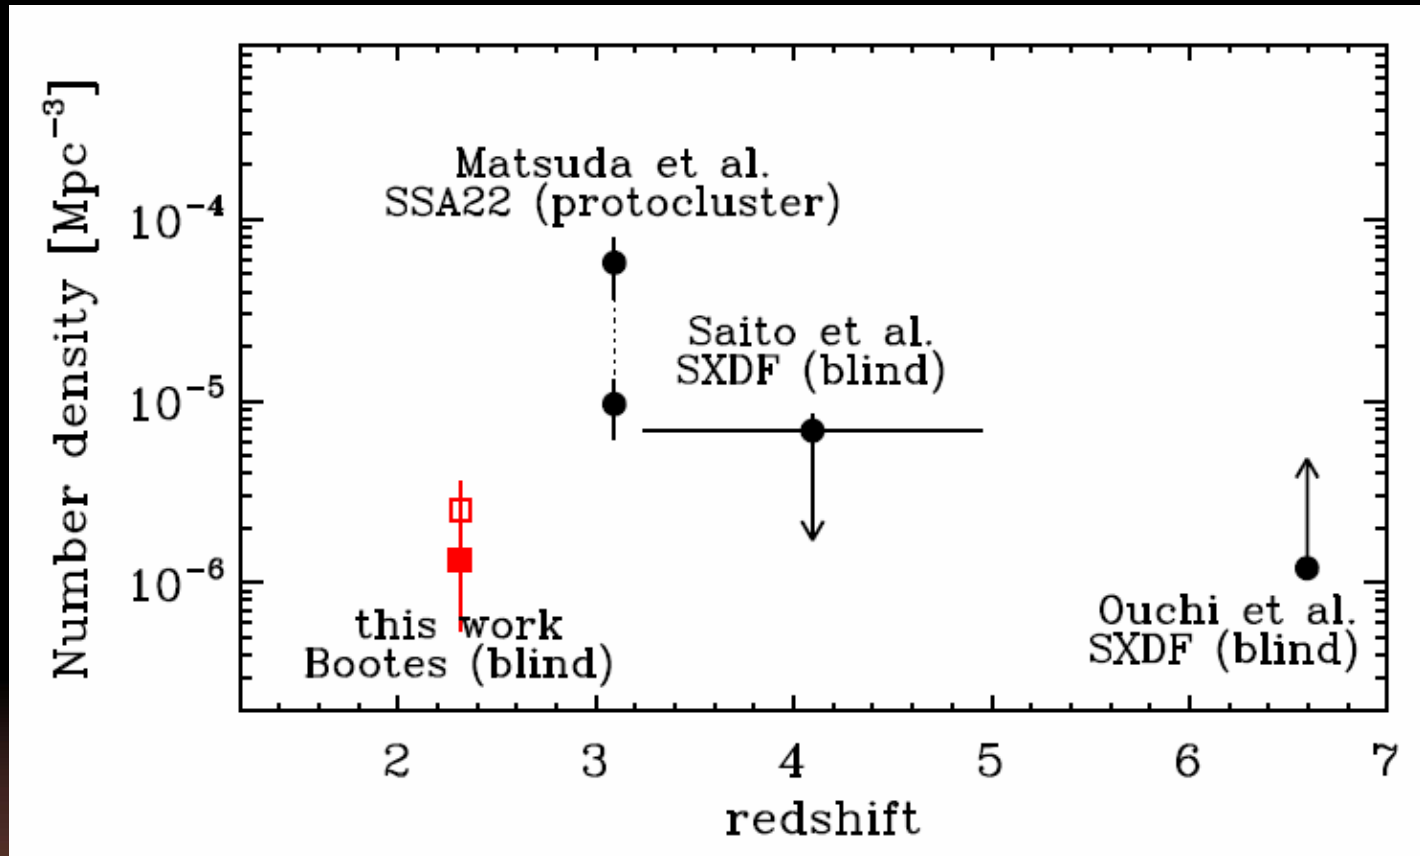 Number density [Mpc⁻³]
10⁻⁴
10⁻⁵
10⁻⁶
Matsuda et al.
SSA22 (protocluster)
Saito et al.
SXDF (blind)
this work
Bootes (blind)
Ouchi et al.
SXDF (blind)
2 3 4 5 6 7
redshift